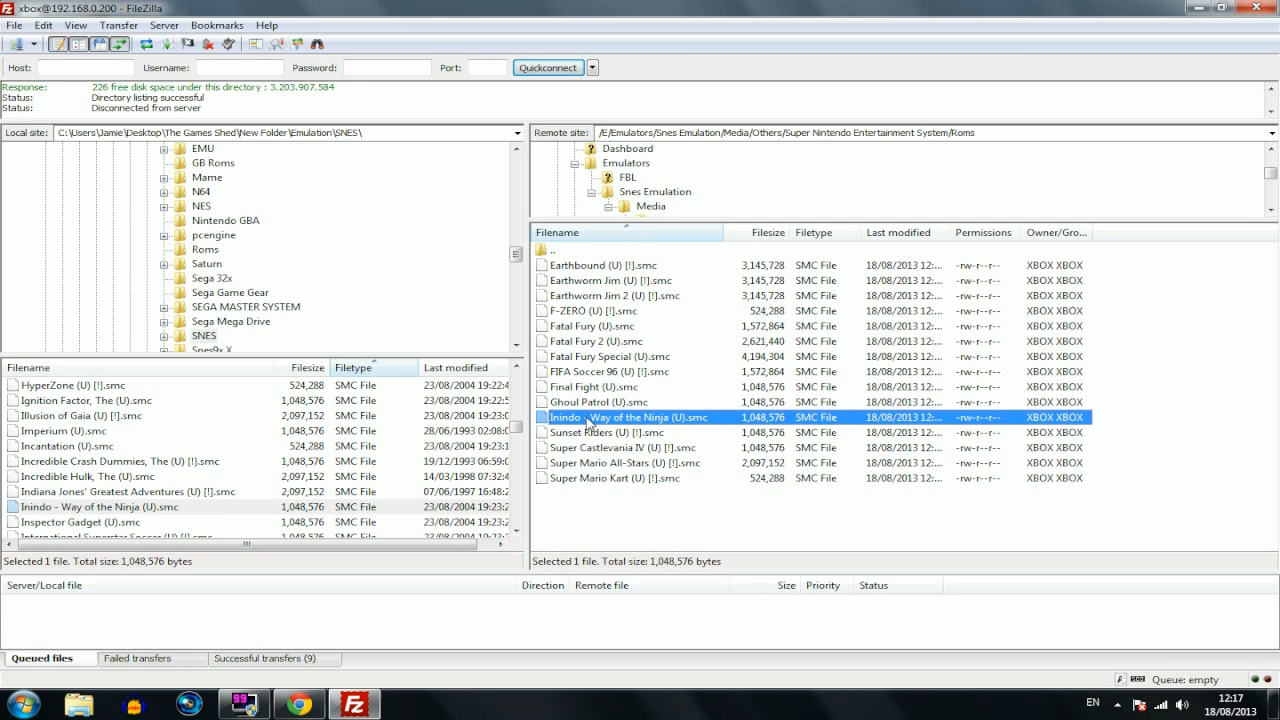 xbox@192.168.0.200 - FileZilla
File Edit View Transfer Server Bookmarks Help
Host: Username: Password: Port: Quickconnect
Response: 226 free disk space under this directory : 3.203.907.584
Status: Directory listing successful
Status: Disconnected from server
Local site: C:\Users\Jamie\Desktop\The Games Shed\New Folder\Emulation\SNES\
EMU
GB Roms
Mame
N64
NES
Nintendo GBA
pcengine
Roms
Saturn
Sega 32x
Sega Game Gear
SEGA MASTER SYSTEM
Sega Mega Drive
SNES
Snes9x X
Filename Filesize Filetype Last modified
HyperZone (U) [!].smc 524,288 SMC File 23/08/2004 19:22:4
Ignition Factor, The (U).smc 1,048,576 SMC File 23/08/2004 19:22:5
Illusion of Gaia (U) [!].smc 2,097,152 SMC File 23/08/2004 19:23:0
Imperium (U).smc 1,048,576 SMC File 28/06/1993 02:08:0
Incantation (U).smc 524,288 SMC File 23/08/2004 19:23:1
Incredible Crash Dummies, The (U).smc 1,048,576 SMC File 19/12/1993 06:59:0
Incredible Hulk, The (U).smc 2,097,152 SMC File 14/03/1998 07:32:4
Indiana Jones' Greatest Adventures (U) [!].smc 2,097,152 SMC File 07/06/1997 16:48:2
Inindo - Way of the Ninja (U).smc 1,048,576 SMC File 23/08/2004 19:23:2
Inspector Gadget (U).smc 1,048,576 SMC File 23/08/2004 19:23:2
Selected 1 file. Total size: 1,048,576 bytes
Remote site: /E/Emulators/Snes Emulation/Media/Others/Super Nintendo Entertainment System/Roms
Dashboard
Emulators
FBL
Snes Emulation
Media
Filename Filesize Filetype Last modified Permissions Owner/Gro...
..
Earthbound (U) [!].smc 3,145,728 SMC File 18/08/2013 12:... -rw-r--r-- XBOX XBOX
Earthworm Jim (U) [!].smc 3,145,728 SMC File 18/08/2013 12:... -rw-r--r-- XBOX XBOX
Earthworm Jim 2 (U) [!].smc 3,145,728 SMC File 18/08/2013 12:... -rw-r--r-- XBOX XBOX
F-ZERO (U) [!].smc 524,288 SMC File 18/08/2013 12:... -rw-r--r-- XBOX XBOX
Fatal Fury (U).smc 1,572,864 SMC File 18/08/2013 12:... -rw-r--r-- XBOX XBOX
Fatal Fury 2 (U).smc 2,621,440 SMC File 18/08/2013 12:... -rw-r--r-- XBOX XBOX
Fatal Fury Special (U).smc 4,194,304 SMC File 18/08/2013 12:... -rw-r--r-- XBOX XBOX
FIFA Soccer 96 (U) [!].smc 1,572,864 SMC File 18/08/2013 12:... -rw-r--r-- XBOX XBOX
Final Fight (U).smc 1,048,576 SMC File 18/08/2013 12:... -rw-r--r-- XBOX XBOX
Ghoul Patrol (U).smc 1,048,576 SMC File 18/08/2013 12:... -rw-r--r-- XBOX XBOX
Inindo - Way of the Ninja (U).smc 1,048,576 SMC File 18/08/2013 12:... -rw-r--r-- XBOX XBOX
Sunset Riders (U) [!].smc 1,048,576 SMC File 18/08/2013 12:... -rw-r--r-- XBOX XBOX
Super Castlevania IV (U) [!].smc 1,048,576 SMC File 18/08/2013 12:... -rw-r--r-- XBOX XBOX
Super Mario All-Stars (U) [!].smc 2,097,152 SMC File 18/08/2013 12:... -rw-r--r-- XBOX XBOX
Super Mario Kart (U) [!].smc 524,288 SMC File 18/08/2013 12:... -rw-r--r-- XBOX XBOX
Selected 1 file. Total size: 1,048,576 bytes
Server/Local file Direction Remote file Size Priority Status
Queued files Failed transfers Successful transfers (9)
Queue: empty
99
EN 12:17
18/08/2013